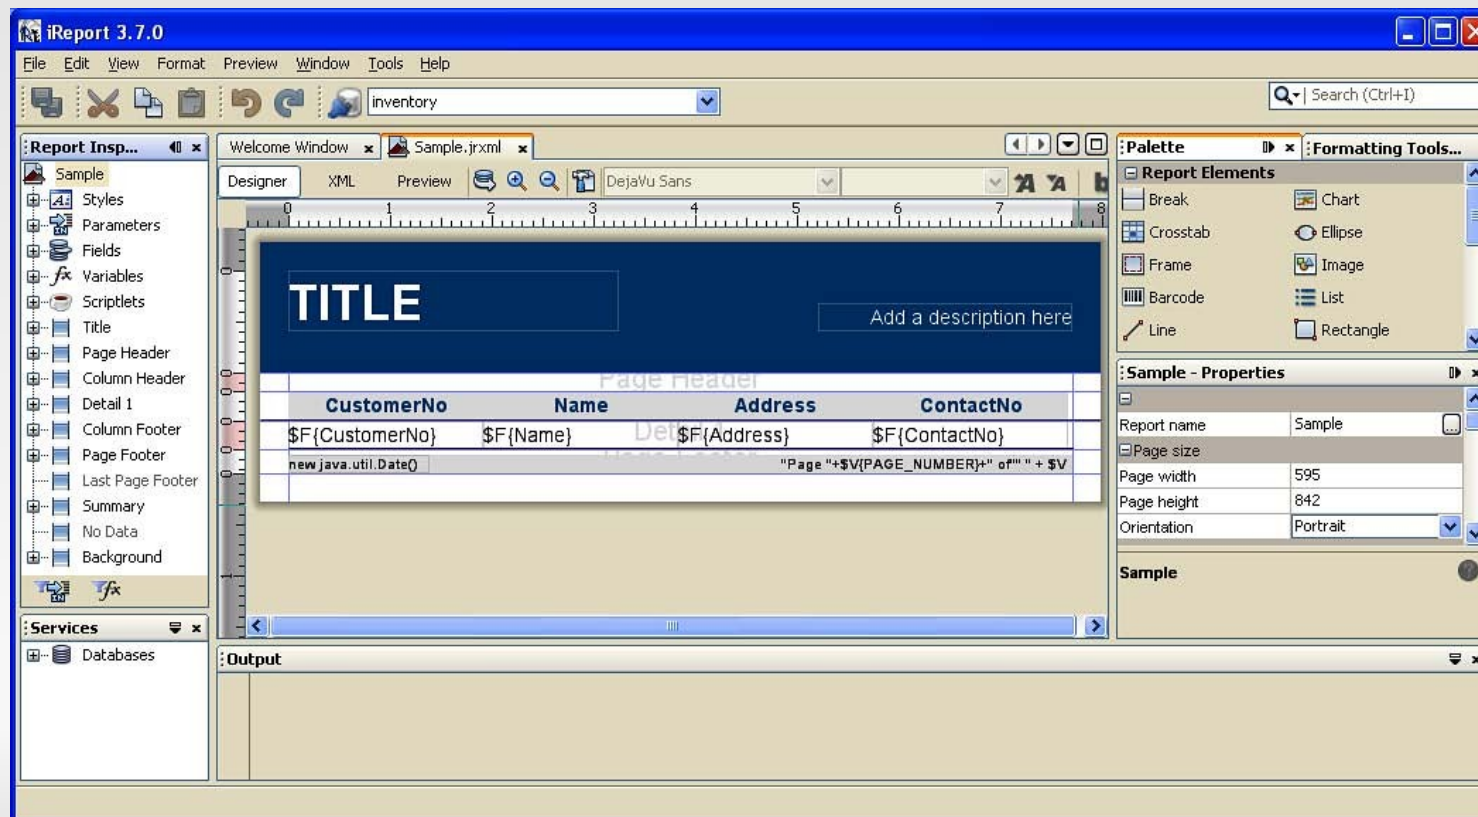 iReport 3.7.0
File Edit View Format Preview Window Tools Help
inventory
Search (Ctrl+I)
Report Insp...
Sample
Styles
Parameters
Fields
fx Variables
Scriptlets
Title
Page Header
Column Header
Detail 1
Column Footer
Page Footer
Last Page Footer
Summary
No Data
Background
fx
Services
Databases
Welcome Window Sample.jrxml
Designer XML Preview DejaVu Sans A A b
0 1 2 3 4 5 6 7 8
TITLE
Add a description here
Page Header
CustomerNo Name Address ContactNo
$F{CustomerNo} $F{Name} $F{Address} $F{ContactNo}
new java.util.Date() "Page "+$V{PAGE_NUMBER}+" of"" " + $V
Output
Palette Formatting Tools...
Report Elements
Break Chart
Crosstab Ellipse
Frame Image
Barcode List
Line Rectangle
Sample - Properties
Report name Sample ...
Page size
Page width 595
Page height 842
Orientation Portrait
Sample